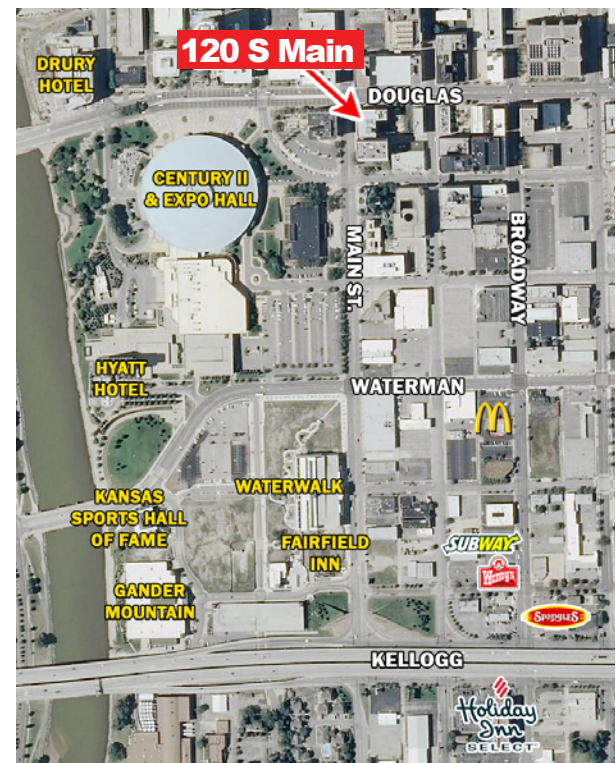 120 S Main
DRURY
HOTEL
DOUGLAS
CENTURY II
& EXPO HALL
MAIN ST.
BROADWAY
HYATT
HOTEL
WATERMAN
M
WATERWALK
KANSAS
SPORTS HALL
OF FAME
FAIRFIELD
INN
SUBWAY
Wendy's
GANDER
MOUNTAIN
SPANGLES
KELLOGG
Holiday
Inn
SELECT